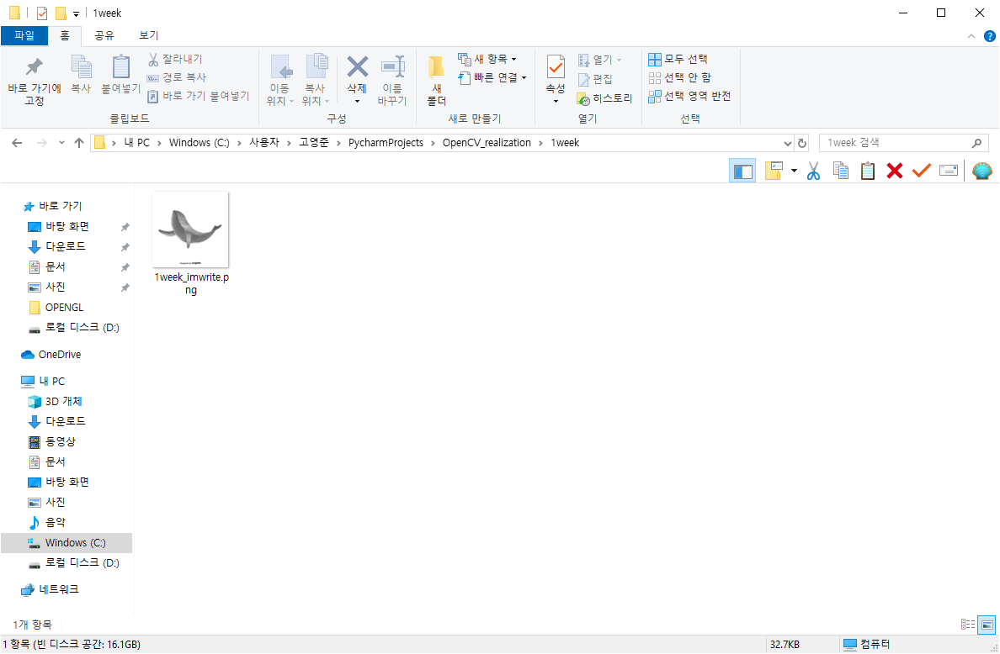 1week
파일 홈 공유 보기
바로 가기에 고정
복사
붙여넣기
잘라내기
경로 복사
바로 가기 붙여넣기
클립보드
이동 위치
복사 위치
삭제
이름 바꾸기
구성
새 폴더
새 항목
빠른 연결
새로 만들기
속성
열기
편집
히스토리
열기
모두 선택
선택 안 함
선택 영역 반전
선택
내 PC > Windows (C:) > 사용자 > 고영준 > PycharmProjects > OpenCV_realization > 1week
1week 검색
바로 가기
바탕 화면
다운로드
문서
사진
OPENGL
로컬 디스크 (D:)
OneDrive
내 PC
3D 개체
다운로드
동영상
문서
바탕 화면
사진
음악
Windows (C:)
로컬 디스크 (D:)
네트워크
1week_imwrite.p
ng
1개 항목
1 항목 (빈 디스크 공간: 16.1GB)
32.7KB
컴퓨터